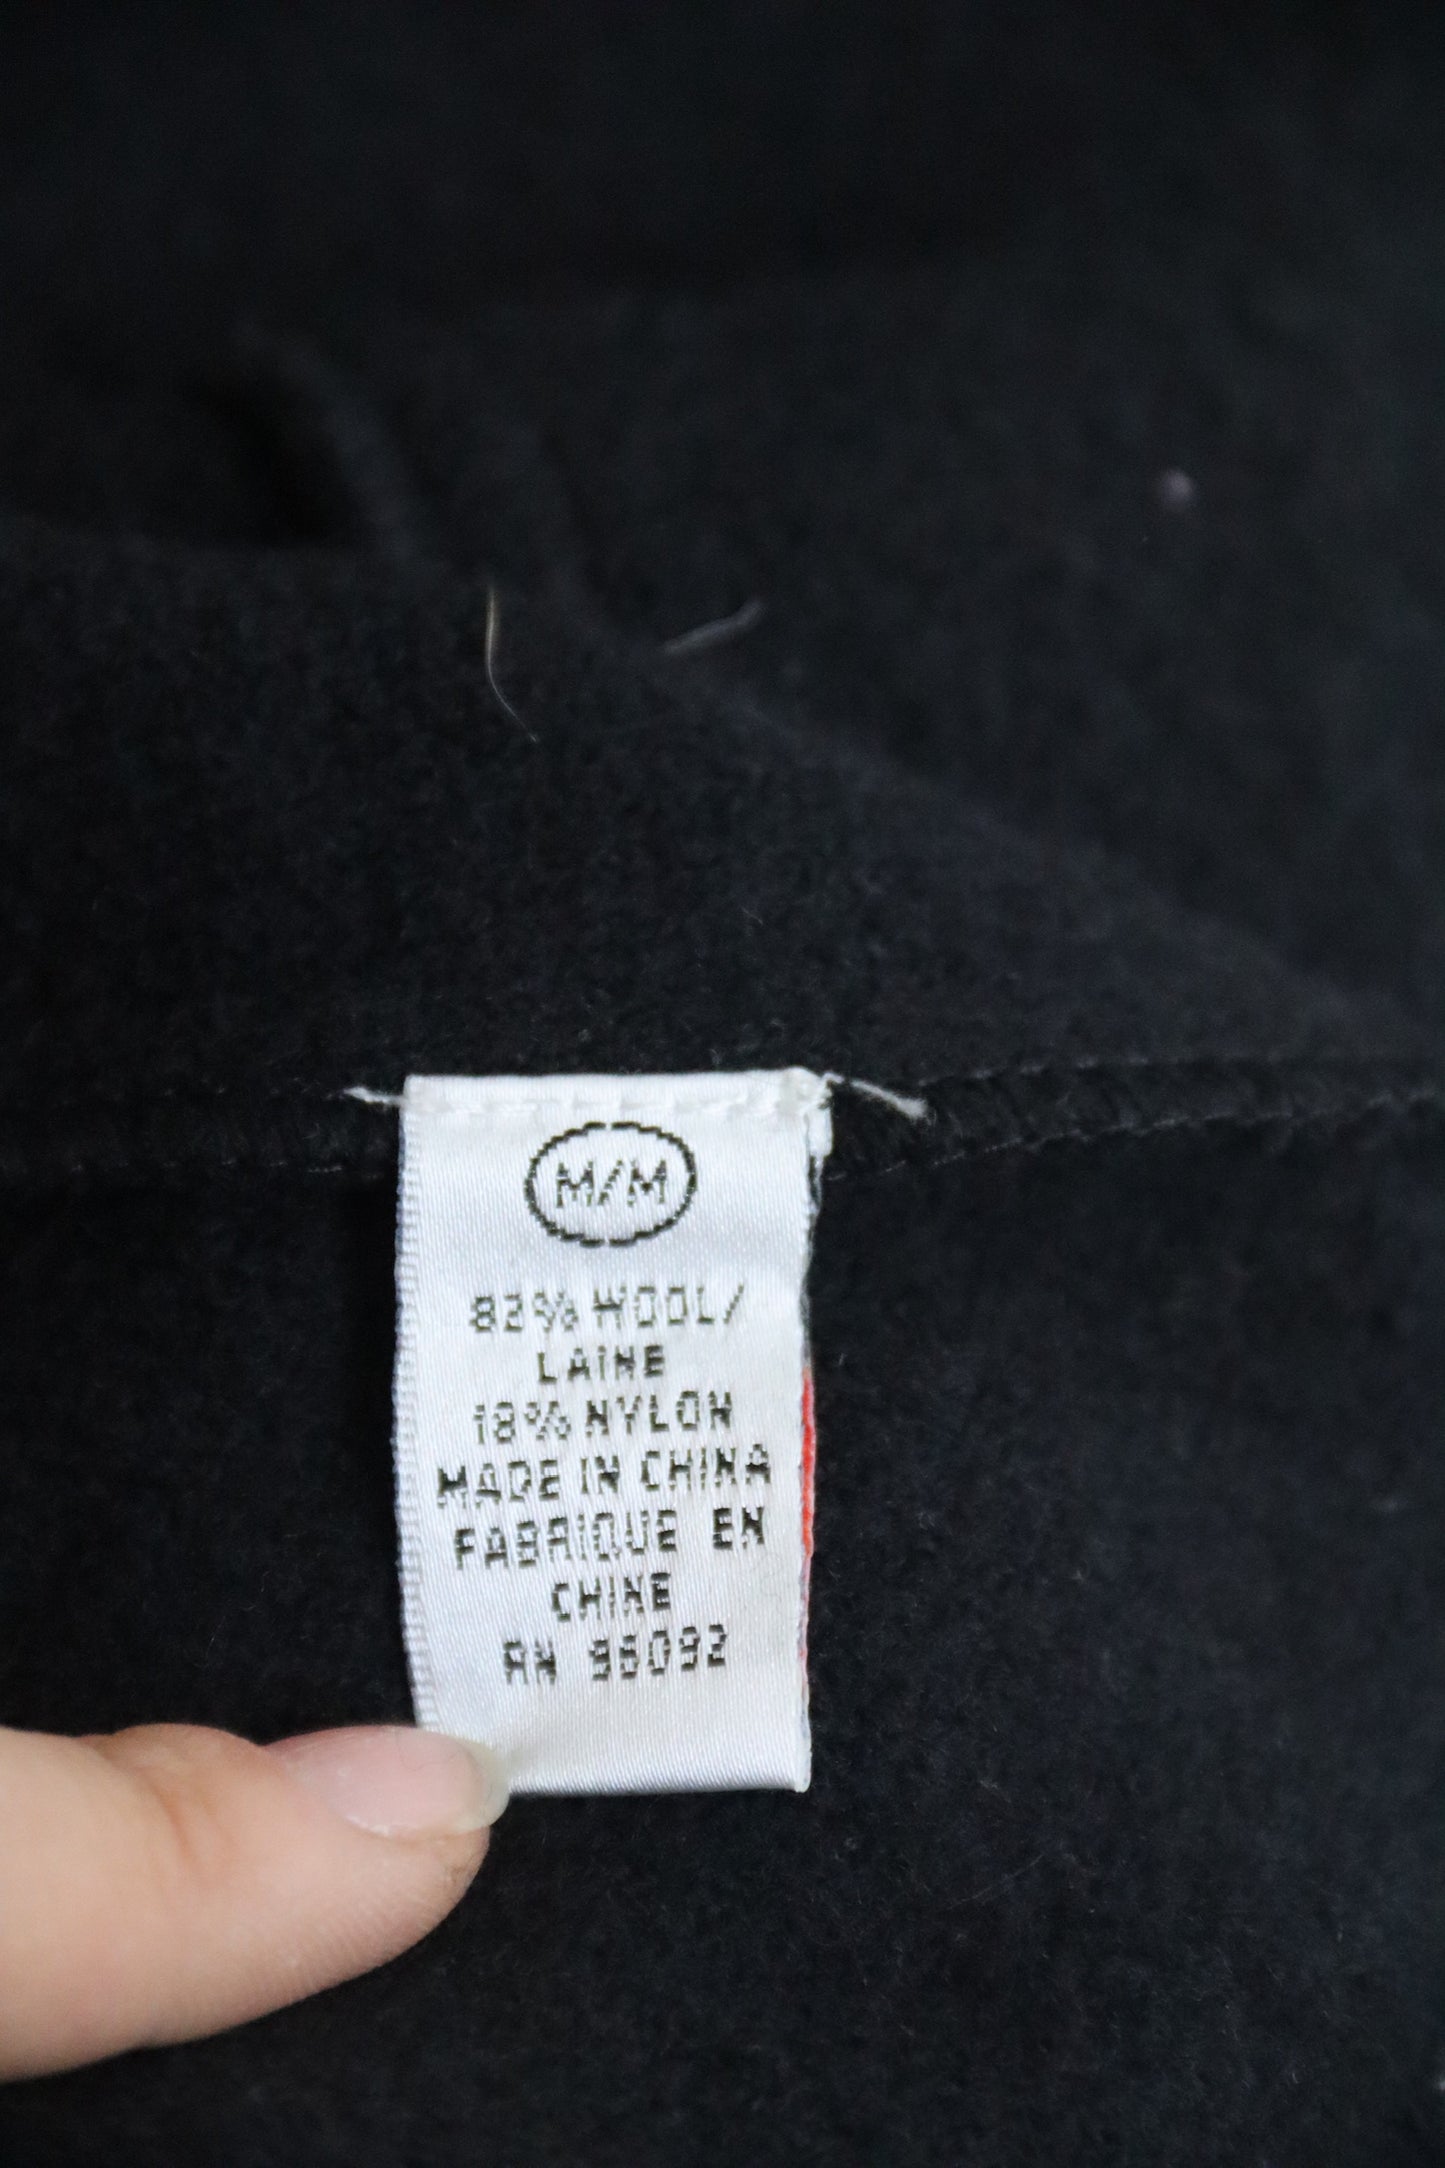 M/M
82% WOOL/
LAINE
18% NYLON
MADE IN CHINA
FABRIQUE EN
CHINE
RN 96092